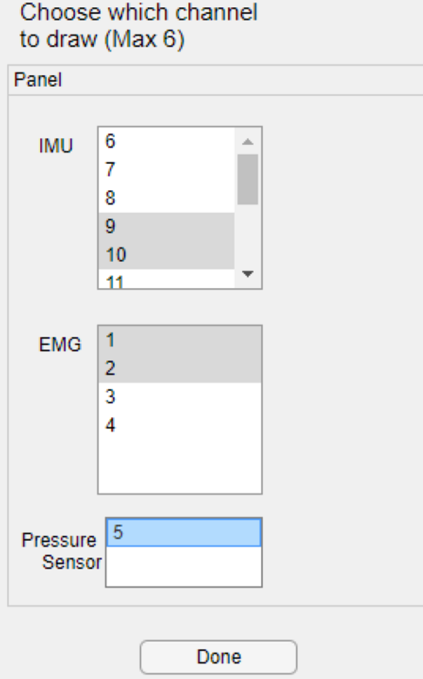 Choose which channel
to draw (Max 6)
Panel
IMU
6
7
8
9
10
11
EMG
1
2
3
4
Pressure
Sensor
5
Done